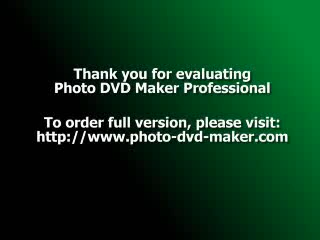 Thank you for evaluating
Photo DVD Maker Professional
To order full version, please visit:
http://www.photo-dvd-maker.com